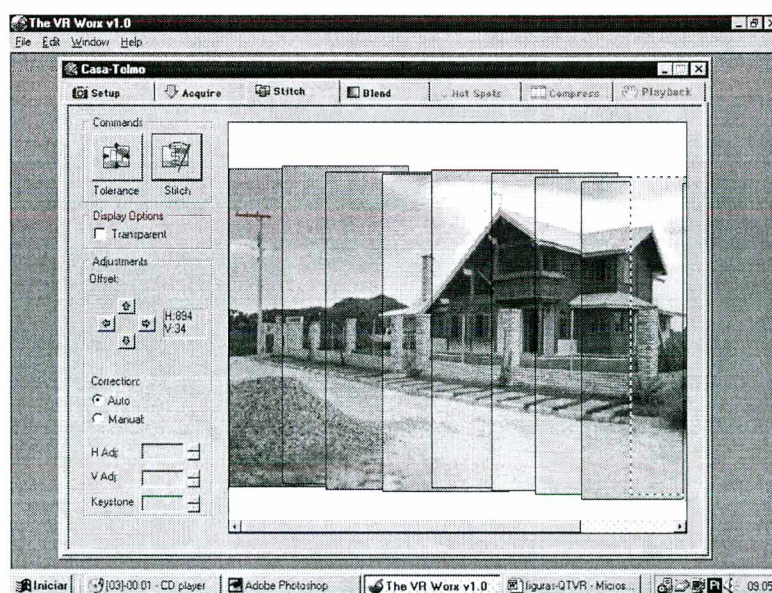 The VR Worx v1.0
File Edit Window Help
Casa-Telmo
Setup Acquire Stitch Blend Hot Spots Compress Playback
Commands
Tolerance Stitch
Display Options
Transparent
Adjustments
Offset:
H:894
V:34
Correction:
Auto
Manual
H Adj
V Adj
Keystone
Iniciar [03]-00:01 - CD player Adobe Photoshop The VR Worx v1.0 figuras-QTVR - Micros... 09:05